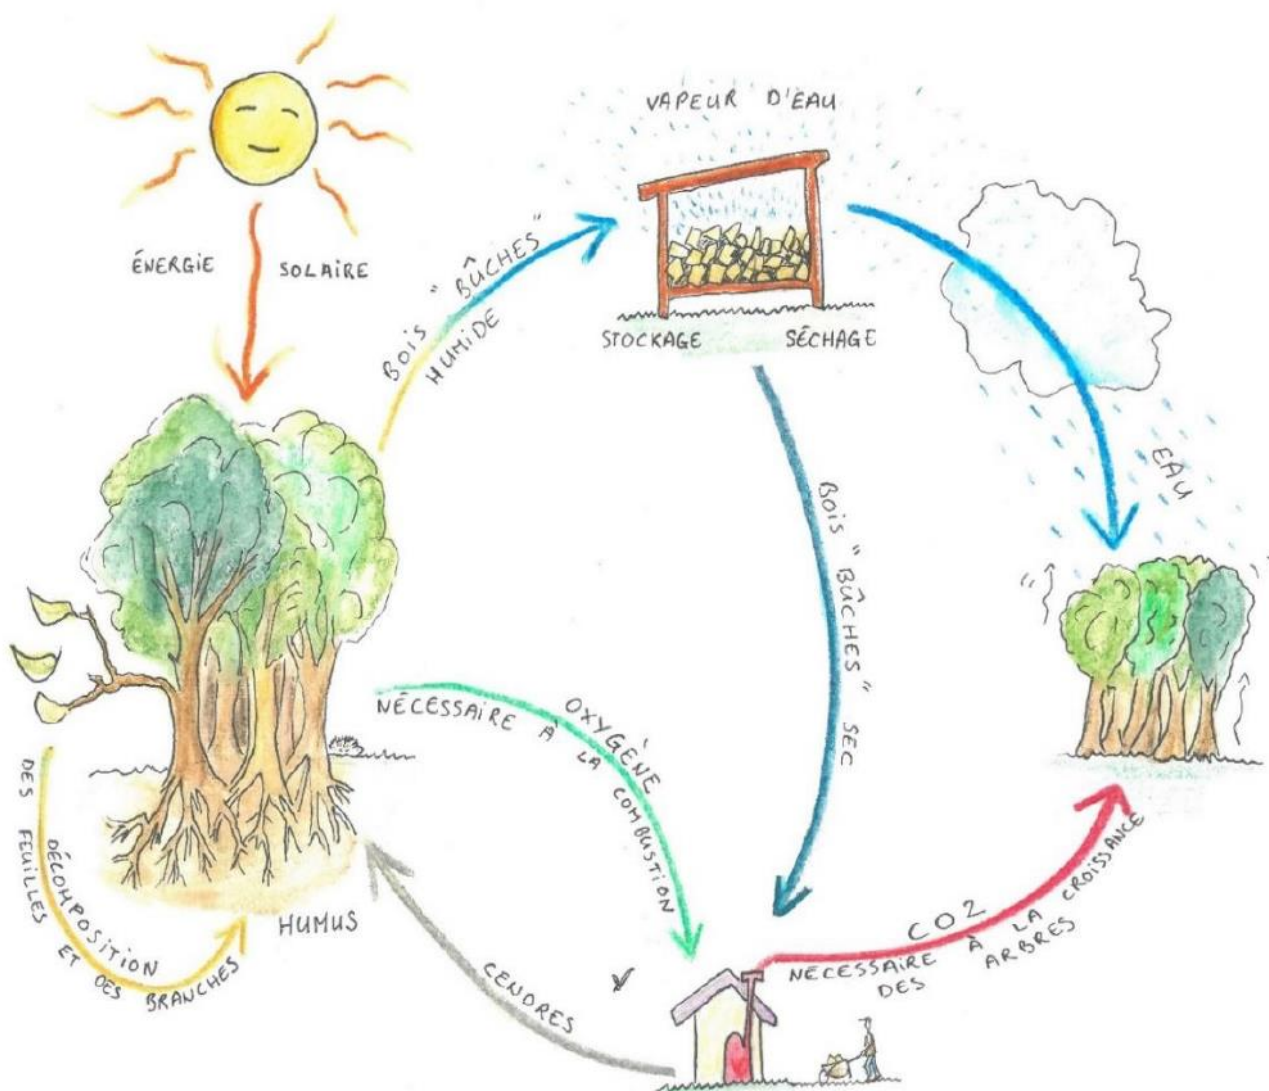 VAPEUR D'EAU
ÉNERGIE SOLAIRE
BOIS "BÛCHES"
HUMIDE
STOCKAGE SÉCHAGE
EAU
BOIS "BÛCHES" SEC
OXYGÈNE
NÉCESSAIRE À LA COMBUSTION
DÉCOMPOSITION
DES FEUILLES ET DES BRANCHES
HUMUS
CENDRES
CO2
NÉCESSAIRE À LA CROISSANCE
DES ARBRES